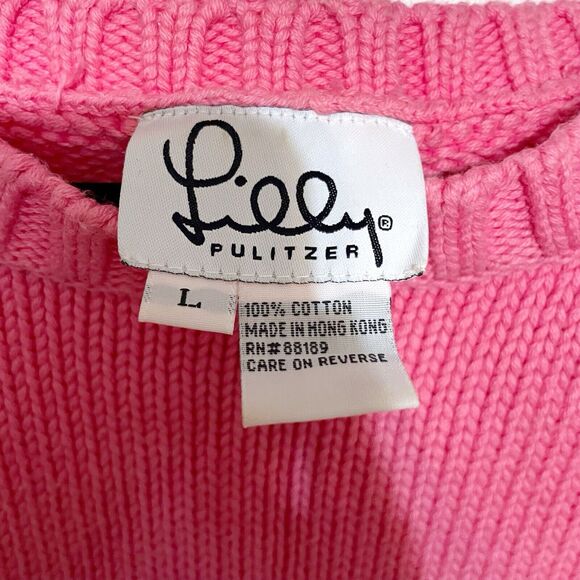 Lilly®
PULITZER
L
100% COTTON
MADE IN HONG KONG
RN#88189
CARE ON REVERSE